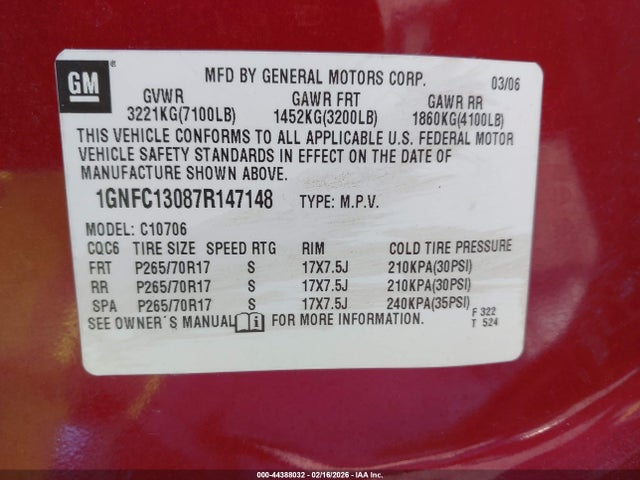 GM ®
MFD BY GENERAL MOTORS CORP. 03/06
GVWR GAWR FRT GAWR RR
3221KG(7100LB) 1452KG(3200LB) 1860KG(4100LB)
THIS VEHICLE CONFORMS TO ALL APPLICABLE U.S. FEDERAL MOTOR
VEHICLE SAFETY STANDARDS IN EFFECT ON THE DATE OF
MANUFACTURE SHOWN ABOVE.
1GNFC13087R147148 TYPE: M.P.V.
MODEL: C10706
CQC6 TIRE SIZE SPEED RTG RIM COLD TIRE PRESSURE
FRT P265/70R17 S 17X7.5J 210KPA(30PSI)
RR P265/70R17 S 17X7.5J 210KPA(30PSI)
SPA P265/70R17 S 17X7.5J 240KPA(35PSI)
SEE OWNER'S MANUAL i FOR MORE INFORMATION. F 322
T 524
000-44388032 - 02/16/2026 - IAA Inc.